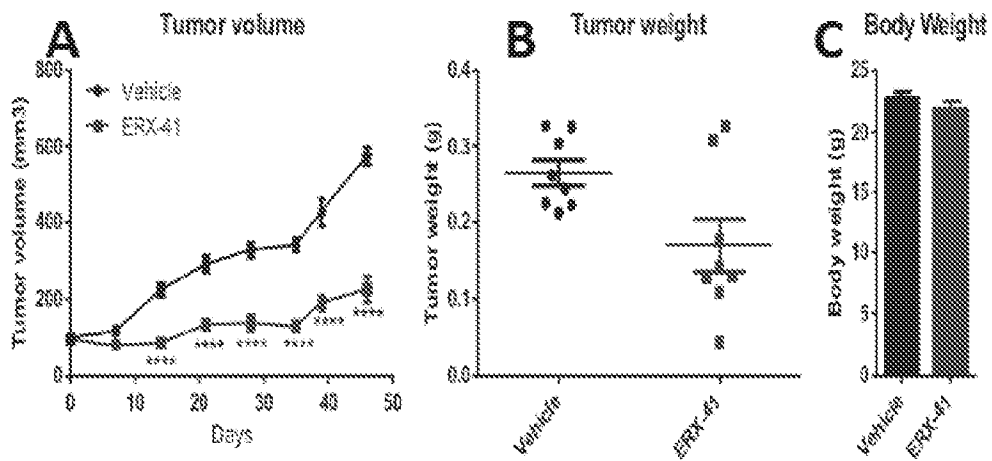 A
Tumor volume
Tumor volume (mm3)
800
600
400
200
0
Vehicle
ERX-41
****
****
****
****
****
****
0
10
20
30
40
50
Days
B
Tumor weight
Tumor weight (g)
0.4
0.3
0.2
0.1
0.0
Vehicle
ERX-41
C
Body Weight
Body weight (g)
25
20
15
10
5
0
Vehicle
ERX-41